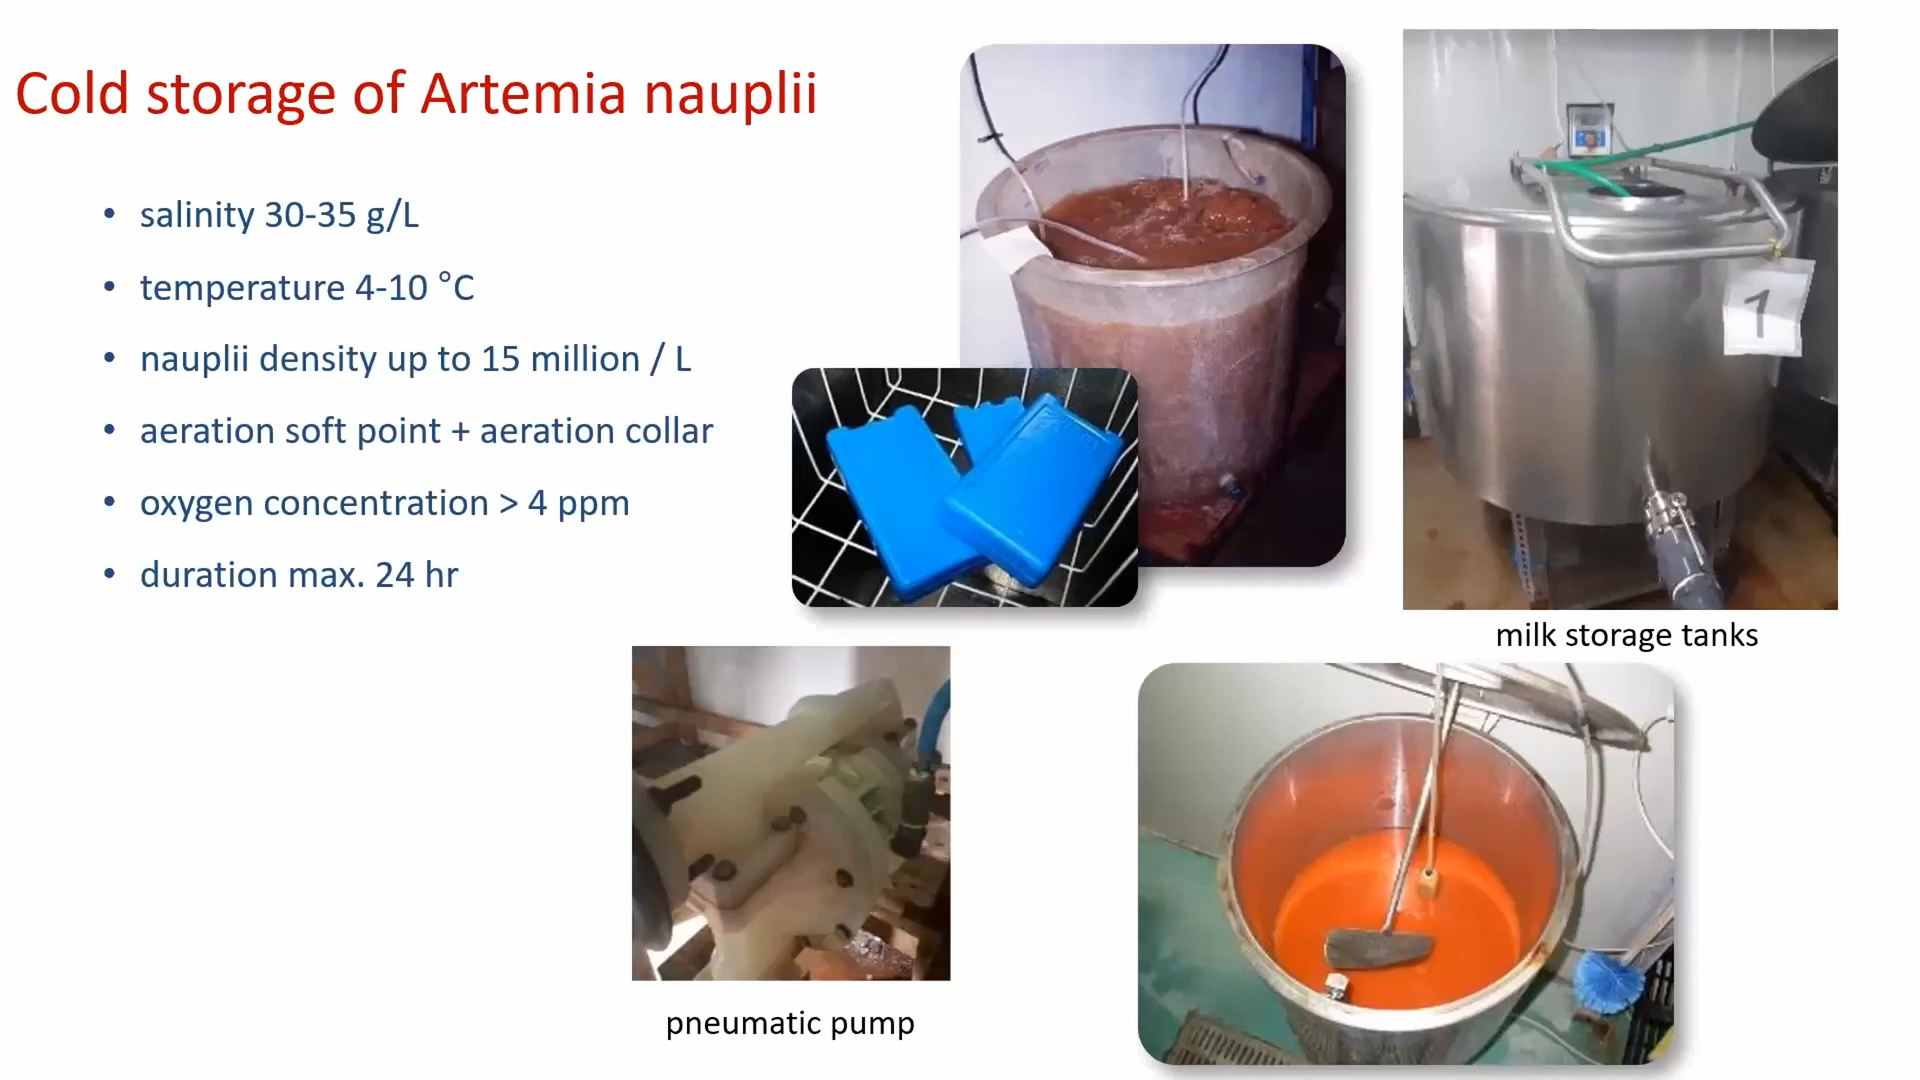 Cold storage of Artemia nauplii
• salinity 30-35 g/L
• temperature 4-10 °C
• nauplii density up to 15 million / L
• aeration soft point + aeration collar
• oxygen concentration > 4 ppm
• duration max. 24 hr
1
milk storage tanks
pneumatic pump